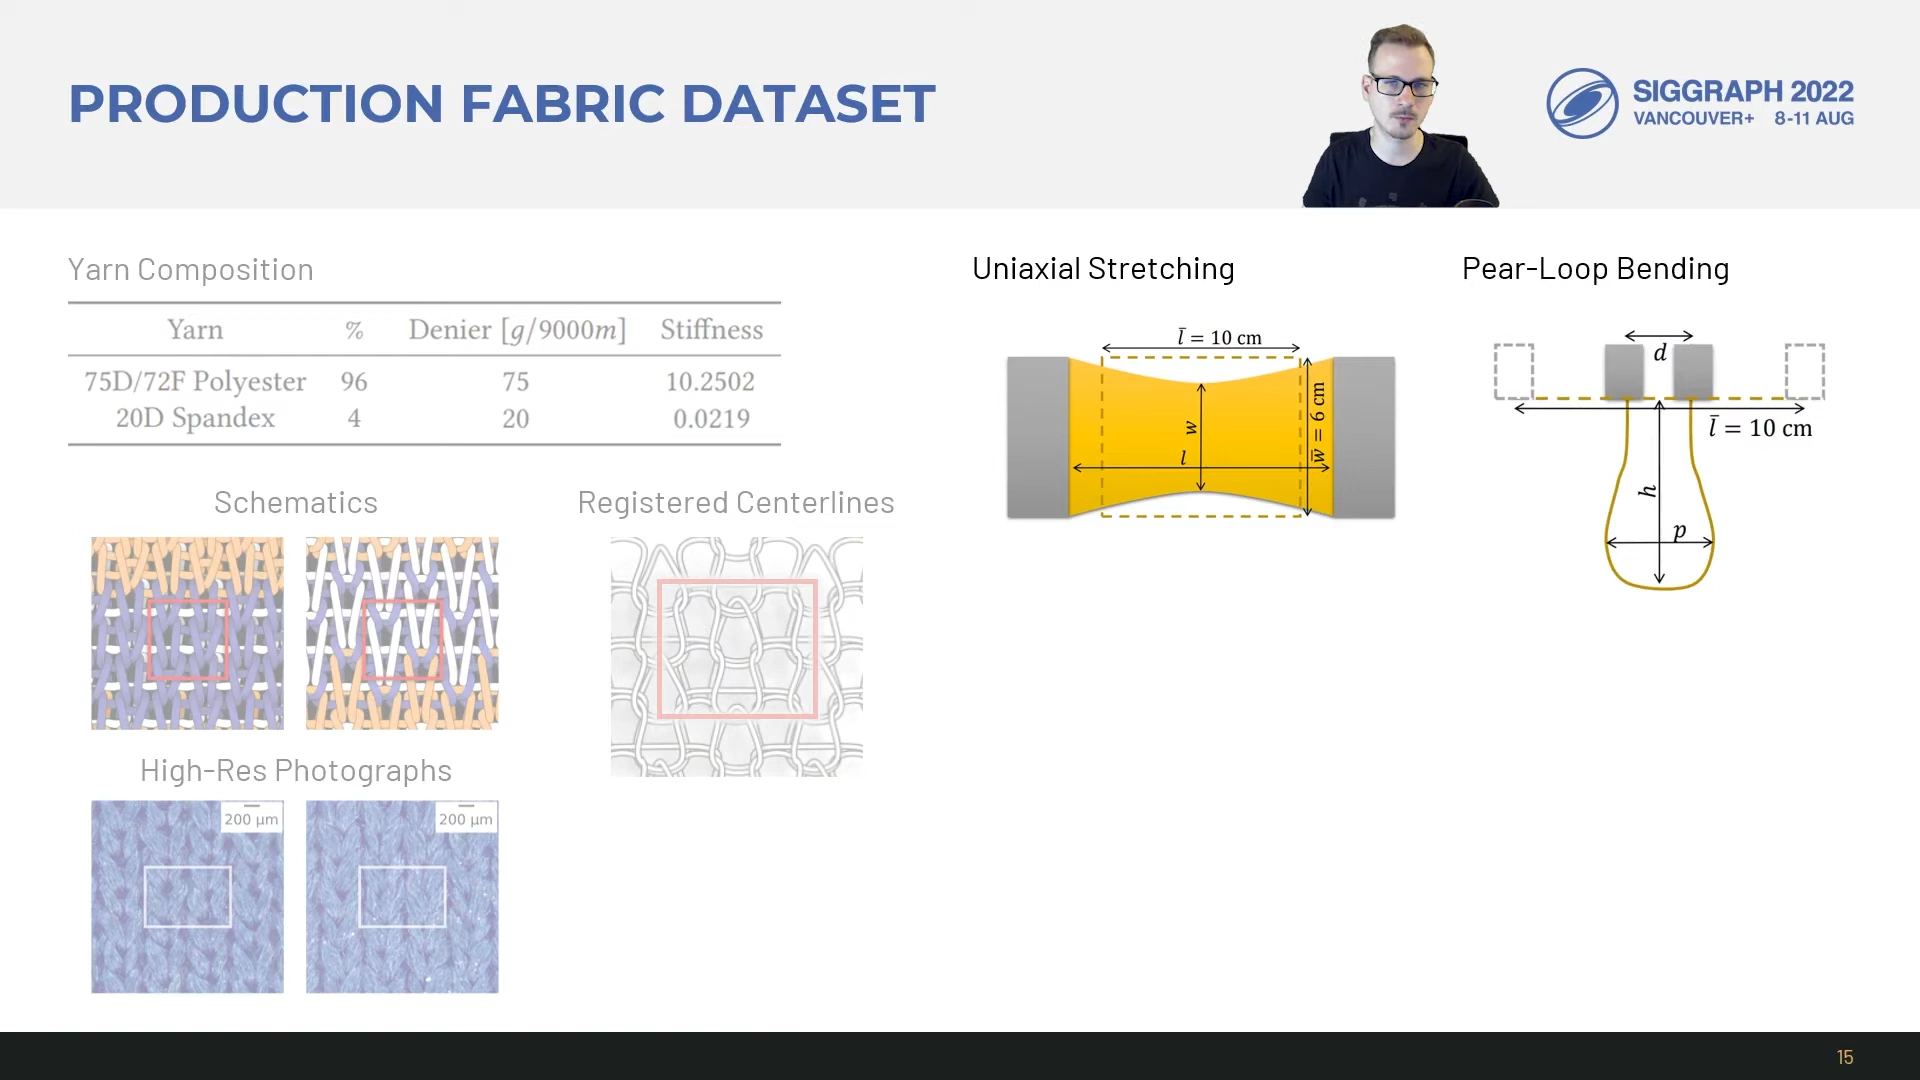 PRODUCTION FABRIC DATASET
SIGGRAPH 2022
VANCOUVER+ 8-11 AUG
Yarn Composition
Yarn % Denier [g/9000m] Stiffness
75D/72F Polyester 96 75 10.2502
20D Spandex 4 20 0.0219
Schematics
Registered Centerlines
High-Res Photographs
200 µm
200 µm
Uniaxial Stretching
l̄ = 10 cm
w
l
w̄ = 6 cm
Pear-Loop Bending
d
l̄ = 10 cm
h
p
15